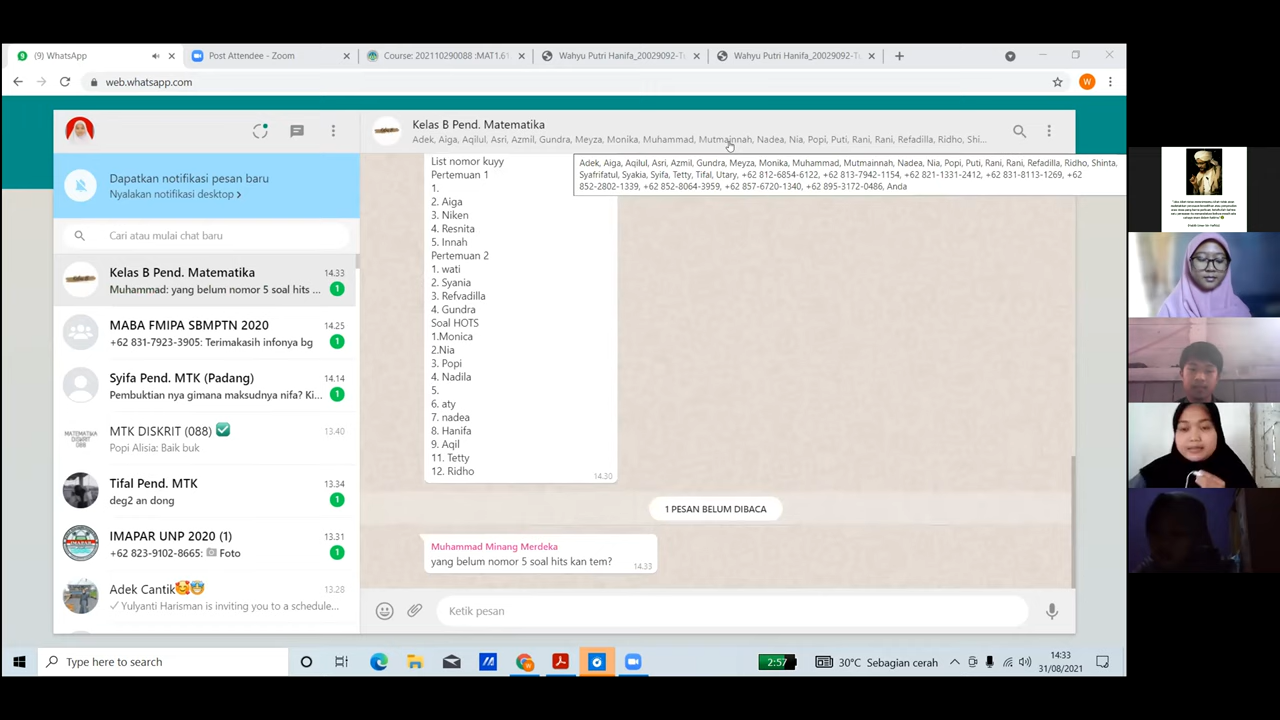 (9) WhatsApp
Post Attendee - Zoom
Course: 202110290088 :MAT1.61
Wahyu Putri Hanifa_20029092-T
Wahyu Putri Hanifa_20029092-T
web.whatsapp.com
W
Kelas B Pend. Matematika
Adek, Aiga, Aqilul, Asri, Azmil, Gundra, Meyza, Monika, Muhammad, Mutmainnah, Nadea, Nia, Popi, Puti, Rani, Rani, Refadilla, Ridho, Shi...
Adek, Aiga, Aqilul, Asri, Azmil, Gundra, Meyza, Monika, Muhammad, Mutmainnah, Nadea, Nia, Popi, Puti, Rani, Rani, Refadilla, Ridho, Shinta,
Syafrifatul, Syakia, Syifa, Tetty, Tifal, Utary, +62 812-6854-6122, +62 813-7942-1154, +62 821-1331-2412, +62 831-8113-1269, +62
852-2802-1339, +62 852-8064-3959, +62 857-6720-1340, +62 895-3172-0486, Anda
Dapatkan notifikasi pesan baru
Nyalakan notifikasi desktop >
Cari atau mulai chat baru
Kelas B Pend. Matematika 14.33
Muhammad: yang belum nomor 5 soal hits ... 1
MABA FMIPA SBMPTN 2020 14.25
+62 831-7923-3905: Terimakasih infonya bg 1
Syifa Pend. MTK (Padang) 14.14
Pembuktian nya gimana maksudnya nifa? Ki... 1
MTK DISKRIT (088) ✅ 13.40
Popi Alisia: Baik buk
Tifal Pend. MTK 13.34
deg2 an dong 1
IMAPAR UNP 2020 (1) 13.31
+62 823-9102-8665: 📷 Foto 1
Adek Cantik🥰🤩 13.28
✓ Yulyanti Harisman is inviting you to a schedule...
List nomor kuyy
Pertemuan 1
1.
2. Aiga
3. Niken
4. Resnita
5. Innah
Pertemuan 2
1. wati
2. Syania
3. Refvadilla
4. Gundra
Soal HOTS
1.Monica
2.Nia
3. Popi
4. Nadila
5.
6. aty
7. nadea
8. Hanifa
9. Aqil
11. Tetty
12. Ridho
14.30
1 PESAN BELUM DIBACA
Muhammad Minang Merdeka
yang belum nomor 5 soal hits kan tem? 14.33
Ketik pesan
Type here to search
2:57
30°C Sebagian cerah
14:33
31/08/2021